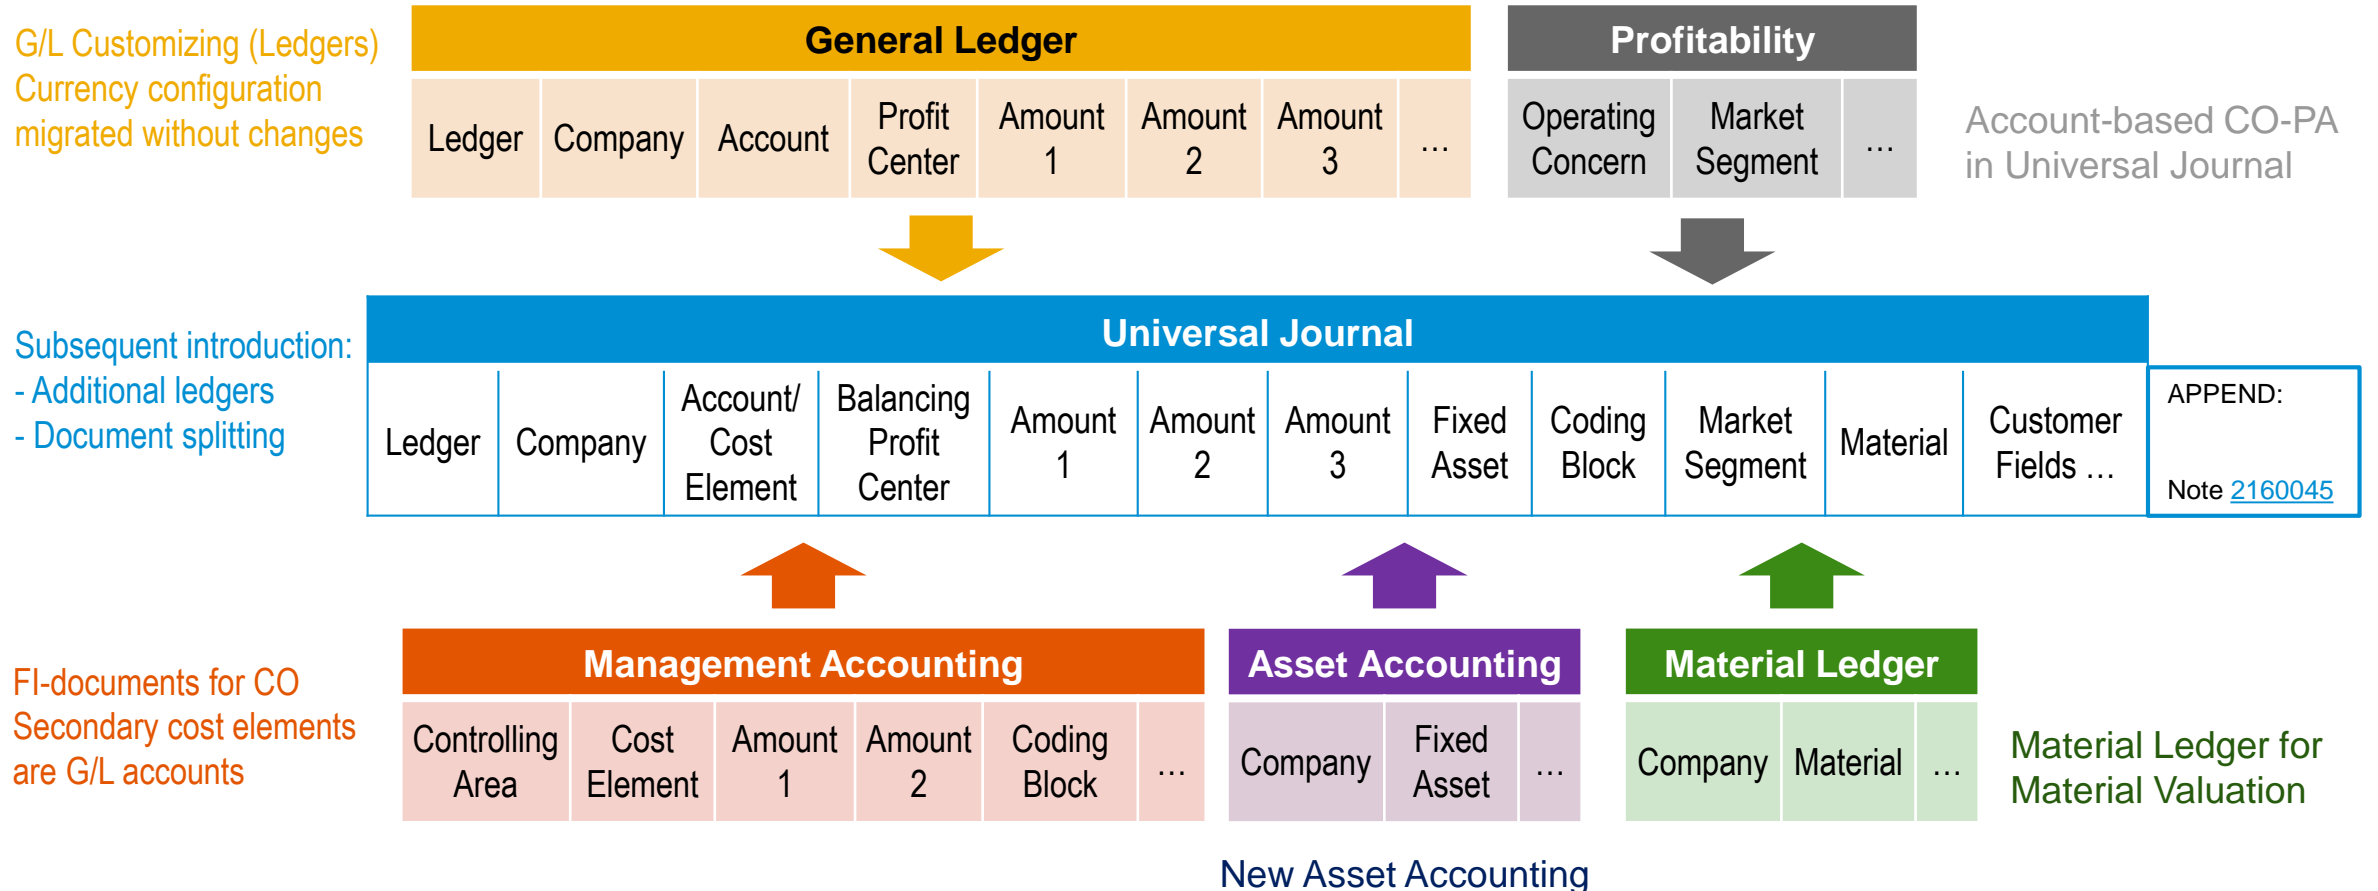 G/L Customizing (Ledgers)
Currency configuration
migrated without changes
General Ledger
Ledger
Company
Account
Profit
Center
Amount
1
Amount
2
Amount
3
…
Profitability
Operating
Concern
Market
Segment
…
Account-based CO-PA
in Universal Journal
Subsequent introduction:
- Additional ledgers
- Document splitting
Universal Journal
Ledger
Company
Account/
Cost
Element
Balancing
Profit
Center
Amount
1
Amount
2
Amount
3
Fixed
Asset
Coding
Block
Market
Segment
Material
Customer
Fields …
APPEND:
Note 2160045
FI-documents for CO
Secondary cost elements
are G/L accounts
Management Accounting
Controlling
Area
Cost
Element
Amount
1
Amount
2
Coding
Block
…
Asset Accounting
Company
Fixed
Asset
…
Material Ledger
Company
Material
…
Material Ledger for
Material Valuation
New Asset Accounting